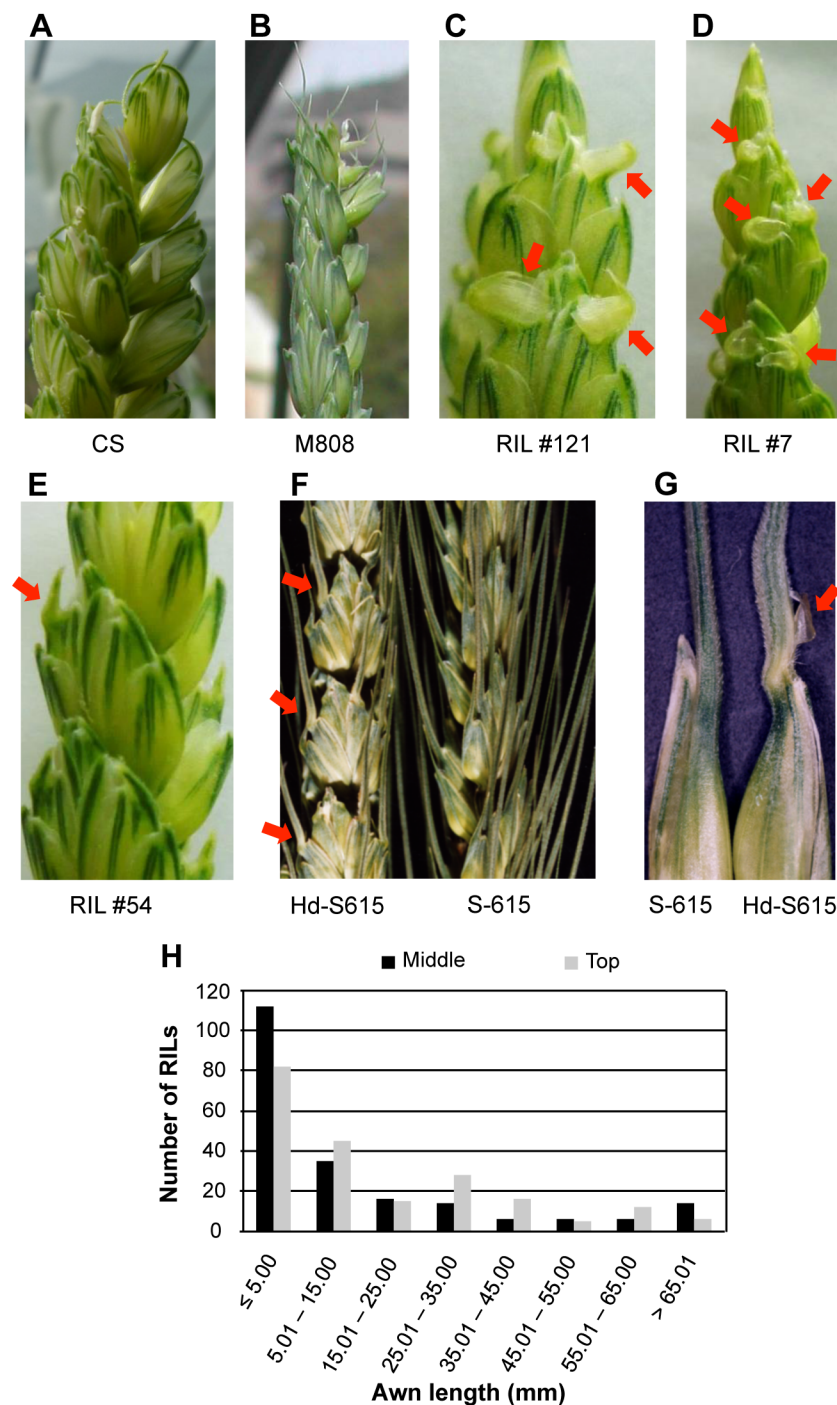 A
B
C
D
CS
M808
RIL #121
RIL #7
E
F
G
RIL #54
Hd-S615
S-615
S-615
Hd-S615
H
Middle
Top
Number of RILs
120
100
80
60
40
20
0
≤ 5.00
5.01 – 15.00
15.01 – 25.00
25.01 – 35.00
35.01 – 45.00
45.01 – 55.00
55.01 – 65.00
> 65.01
Awn length (mm)